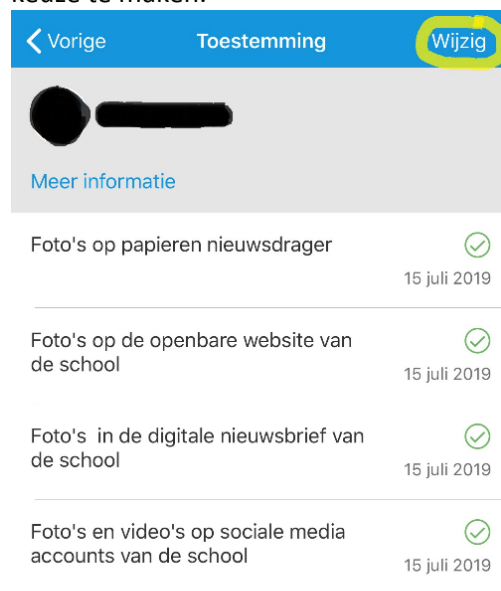 Vorige Toestemming Wijzig
Meer informatie
Foto's op papieren nieuwsdrager
15 juli 2019
Foto's op de openbare website van
de school
15 juli 2019
Foto's in de digitale nieuwsbrief van
de school
15 juli 2019
Foto's en video's op sociale media
accounts van de school
15 juli 2019